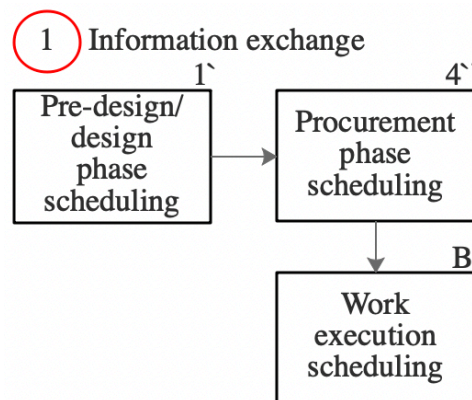 1 Information exchange
1`
Pre-design/
design
phase
scheduling
4`
Procurement
phase
scheduling
B
Work
execution
scheduling